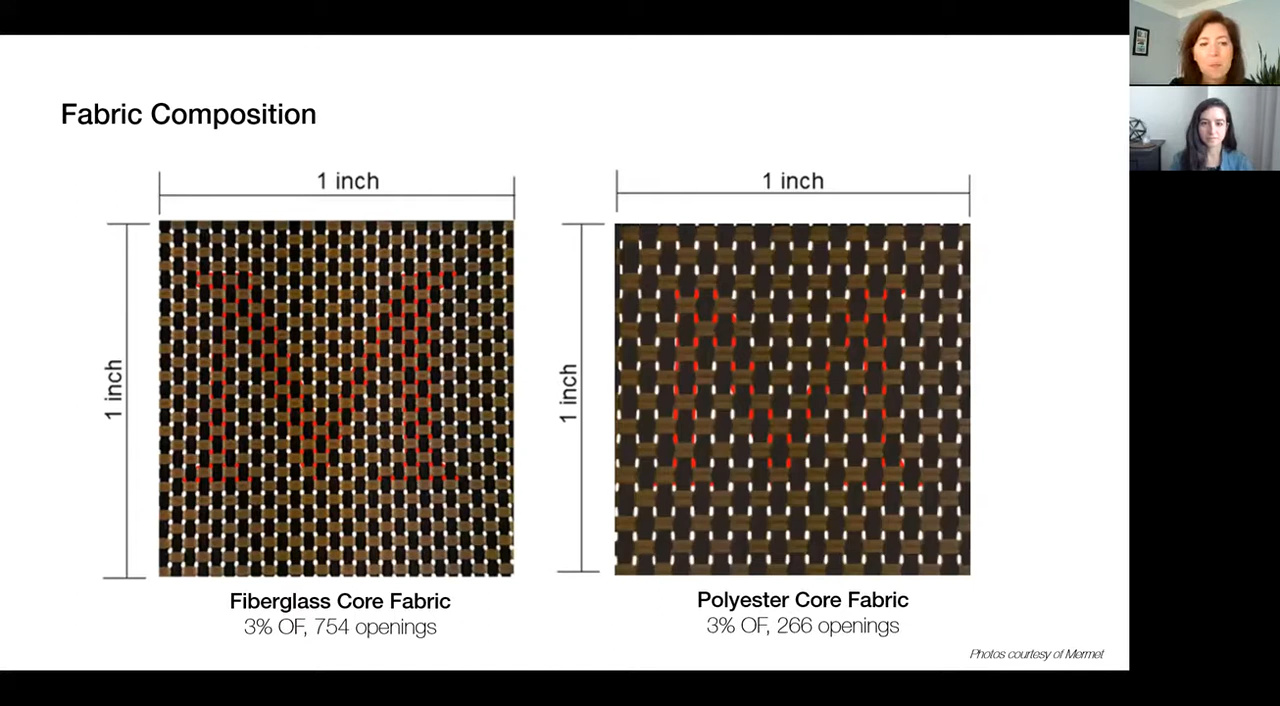 Fabric Composition
1 inch
1 inch
1 inch
1 inch
M
M
Fiberglass Core Fabric
3% OF, 754 openings
Polyester Core Fabric
3% OF, 266 openings
Photos courtesy of Mermet